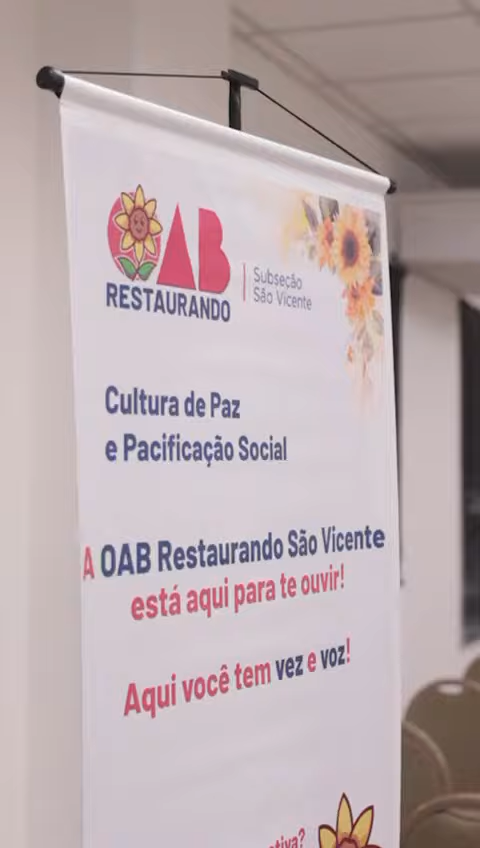 OAB
RESTAURANDO
Subseção
São Vicente
Cultura de Paz
e Pacificação Social
A OAB Restaurando São Vicente
está aqui para te ouvir!
Aqui você tem vez e voz!